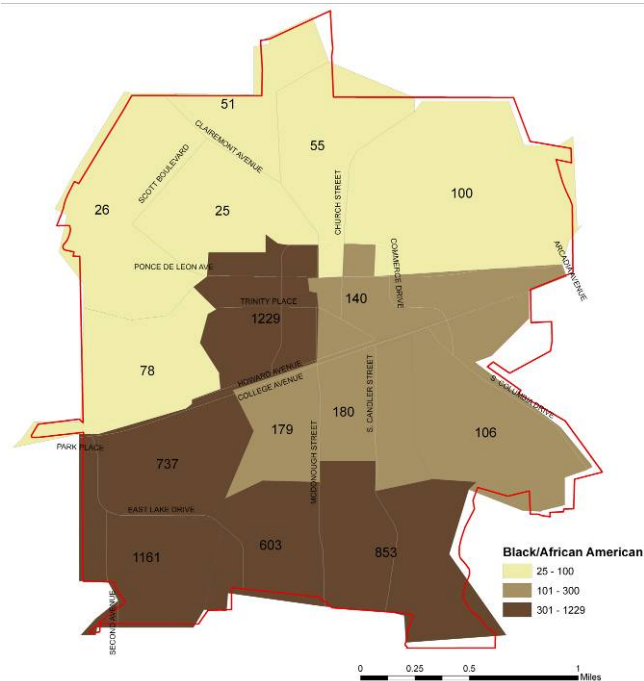 51
CLAIREMONT AVENUE
55
SCOTT BOULEVARD
CHURCH STREET
100
26
25
PONCE DE LEON AVE
COMMERCE DRIVE
ARCADIA AVENUE
TRINITY PLACE
140
1229
78
HOWARD AVENUE
COLLEGE AVENUE
S. CANDLER STREET
S. COLUMBIA DRIVE
180
179
106
MCDONOUGH STREET
PARK PLACE
737
EAST LAKE DRIVE
603
853
1161
SECOND AVENUE
Black/African American
25 - 100
101 - 300
301 - 1229
0 0.25 0.5 1
Miles